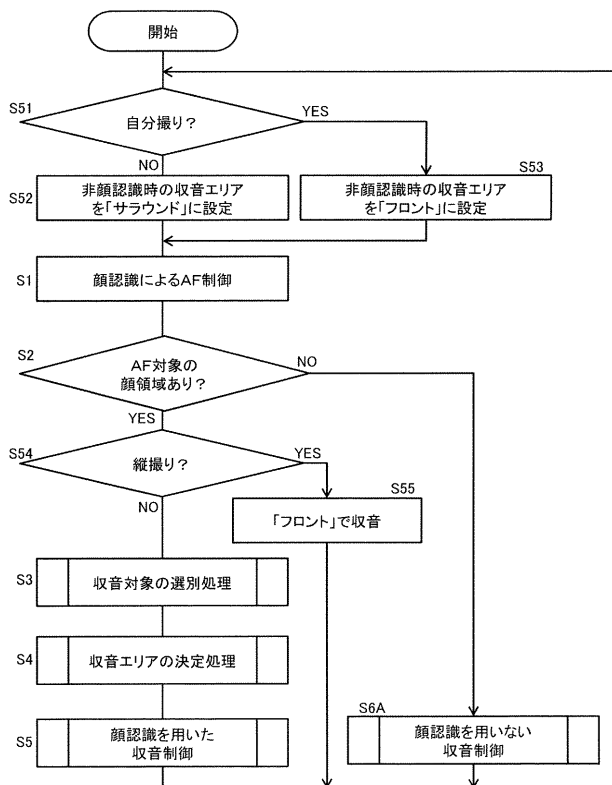 開始
S51
自分撮り?
YES
NO
S53
S52
非顔認識時の収音エリア
を「サラウンド」に設定
非顔認識時の収音エリア
を「フロント」に設定
S1
顔認識によるAF制御
S2
AF対象の
顔領域あり?
NO
YES
S54
縦撮り?
YES
NO
S55
「フロント」で収音
S3
収音対象の選別処理
S4
収音エリアの決定処理
S5
顔認識を用いた
収音制御
S6A
顔認識を用いない
収音制御